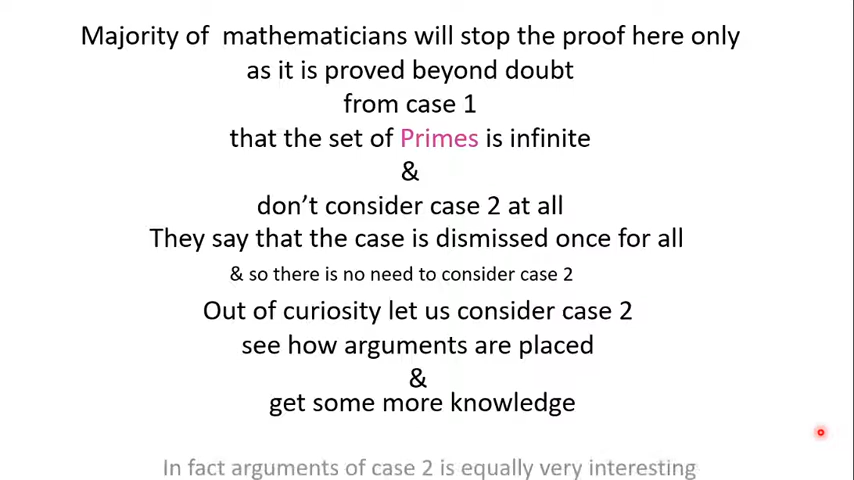 Majority of mathematicians will stop the proof here only
as it is proved beyond doubt
from case 1
that the set of Primes is infinite
&
don’t consider case 2 at all
They say that the case is dismissed once for all
& so there is no need to consider case 2
Out of curiosity let us consider case 2
see how arguments are placed
&
get some more knowledge
In fact arguments of case 2 is equally very interesting